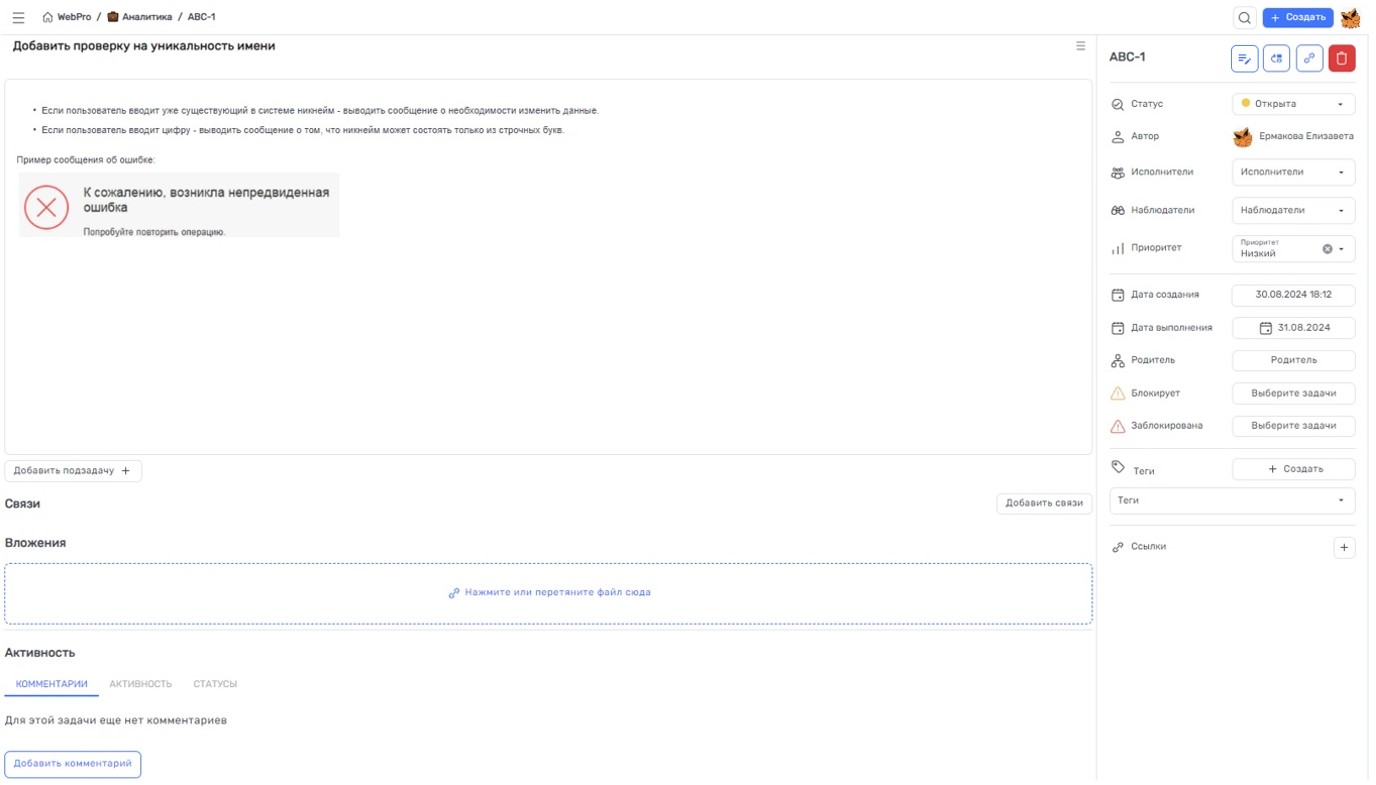 WebPro / Аналитика / ABC-1
Создать
Добавить проверку на уникальность имени
• Если пользователь вводит уже существующий в системе никнейм - выводить сообщение о необходимости изменить данные.
• Если пользователь вводит цифру - выводить сообщение о том, что никнейм может состоять только из строчных букв.
Пример сообщения об ошибке:
К сожалению, возникла непредвиденная
ошибка
Попробуйте повторить операцию.
Добавить подзадачу +
Связи
Добавить связи
Вложения
Нажмите или перетяните файл сюда
Активность
КОММЕНТАРИИ АКТИВНОСТЬ СТАТУСЫ
Для этой задачи еще нет комментариев
Добавить комментарий
ABC-1
Статус Открыта
Автор Ермакова Елизавета
Исполнители Исполнители
Наблюдатели Наблюдатели
Приоритет
Приоритет Низкий
Дата создания 30.08.2024 18:12
Дата выполнения 31.08.2024
Родитель Родитель
Блокирует Выберите задачи
Заблокирована Выберите задачи
Теги + Создать
Теги
Ссылки +